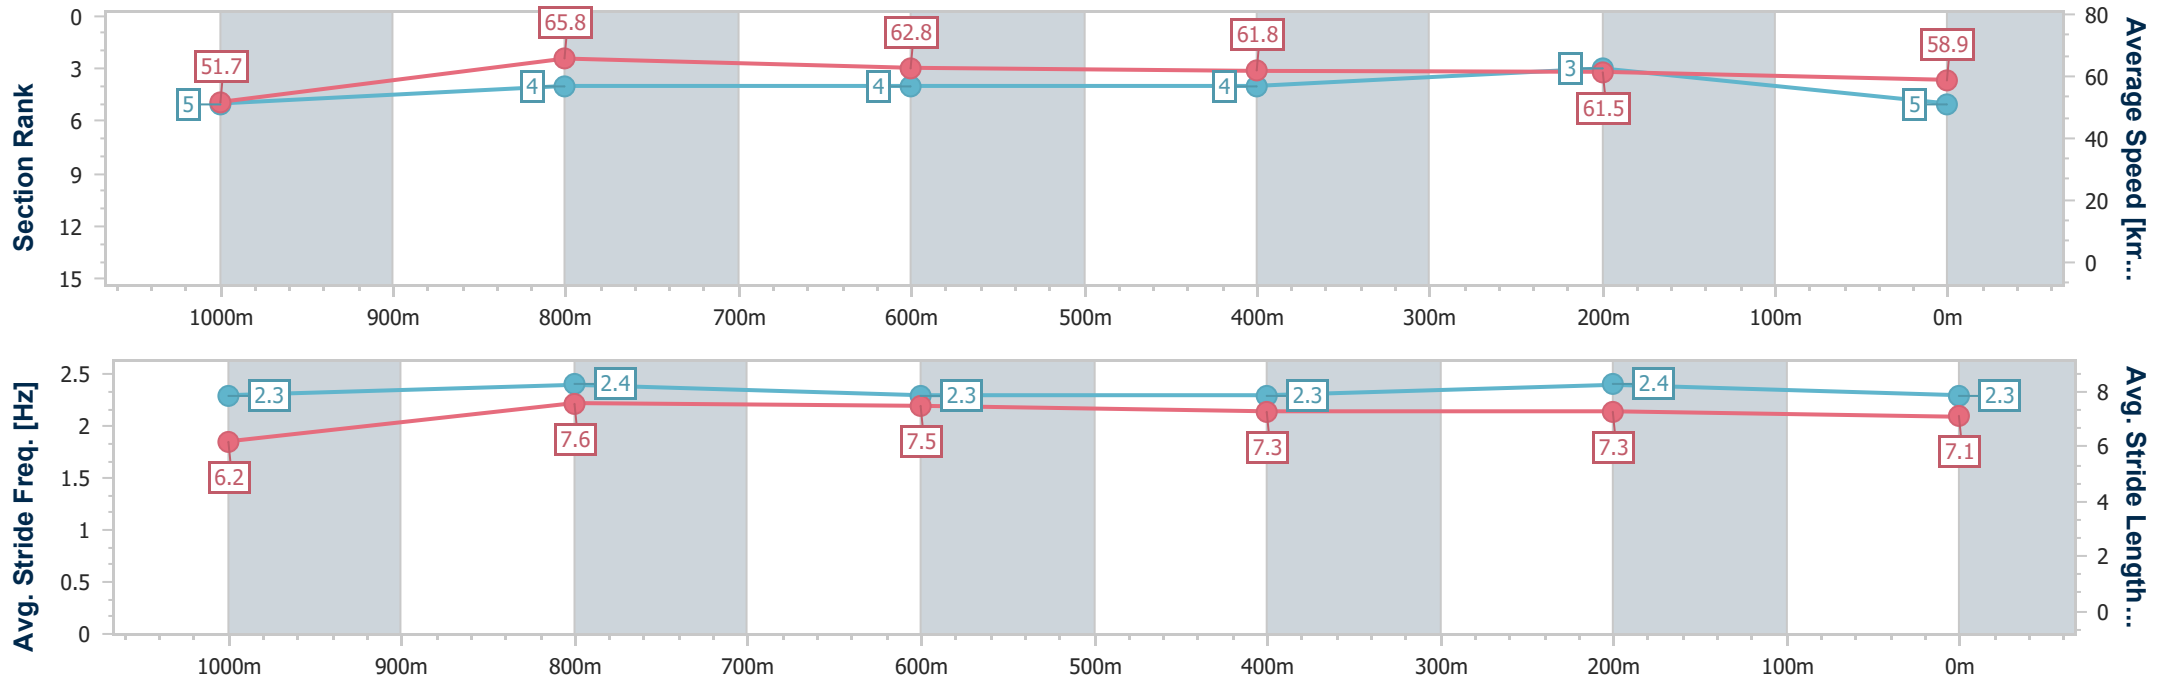 Section Rank
0
3
6
9
12
15
51.7
65.8
62.8
61.8
61.5
58.9
5
4
4
4
3
5
80
60
40
20
0
Average Speed [km...
1000m
900m
800m
700m
600m
500m
400m
300m
200m
100m
0m
Avg. Stride Freq. [Hz]
2.5
2
1.5
1
0.5
0
2.3
2.4
2.3
2.3
2.4
2.3
6.2
7.6
7.5
7.3
7.3
7.1
8
6
4
2
0
Avg. Stride Length...
1000m
900m
800m
700m
600m
500m
400m
300m
200m
100m
0m